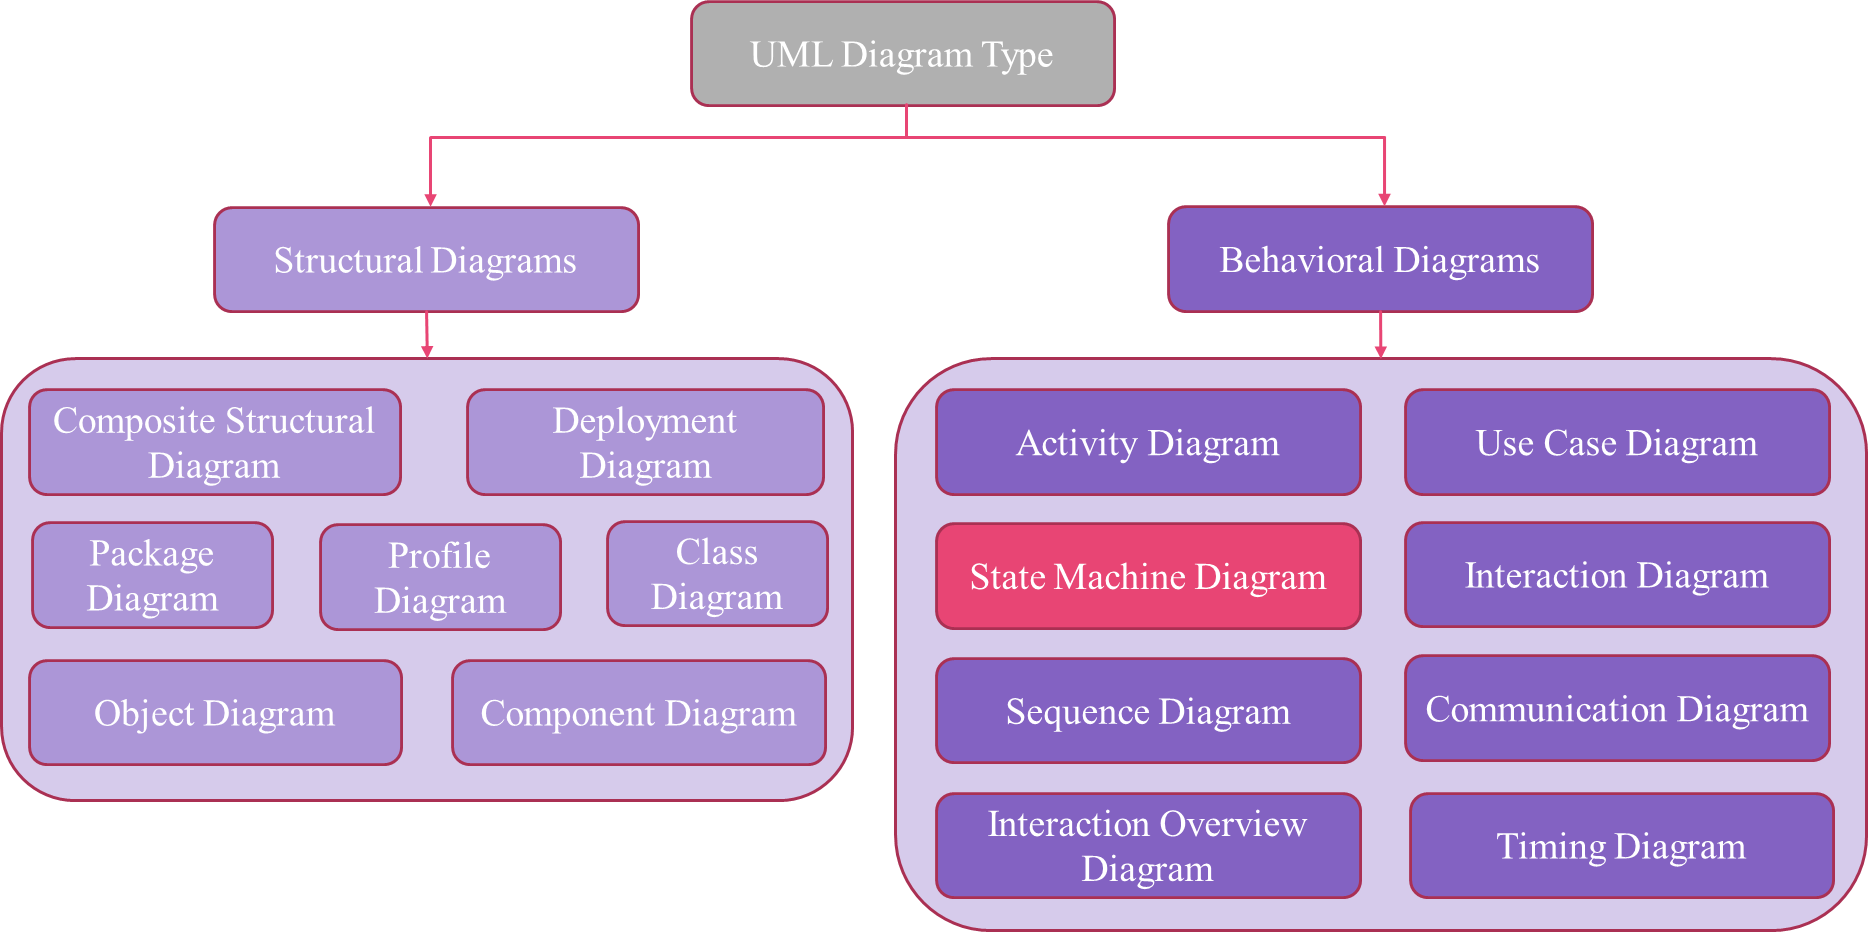 UML Diagram Type
Structural Diagrams
Behavioral Diagrams
Composite Structural
Diagram
Deployment
Diagram
Package
Diagram
Profile
Diagram
Class
Diagram
Object Diagram
Component Diagram
Activity Diagram
Use Case Diagram
State Machine Diagram
Interaction Diagram
Sequence Diagram
Communication Diagram
Interaction Overview
Diagram
Timing Diagram